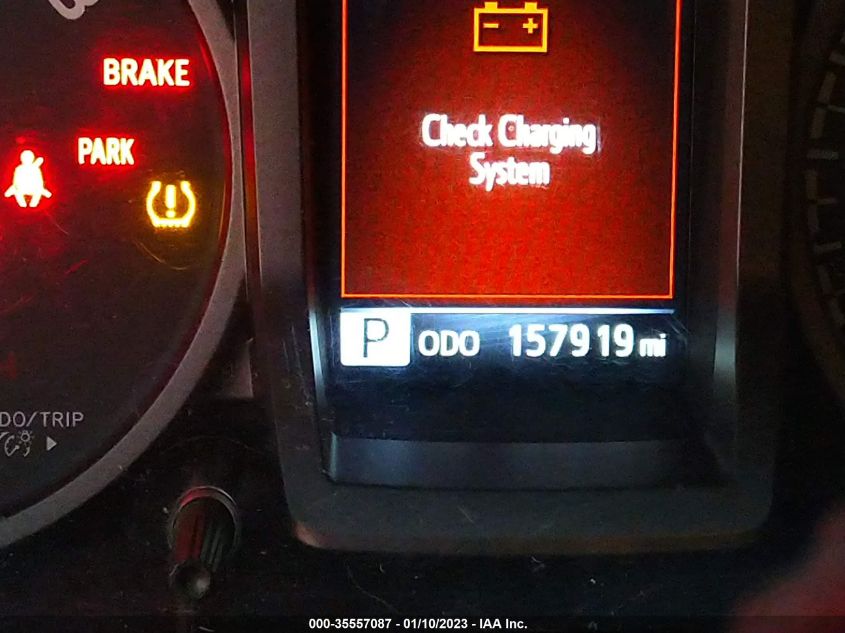 BRAKE
PARK
Check Charging
System
P ODO 157919 mi
DO/TRIP
000-35557087 - 01/10/2023 - IAA Inc.